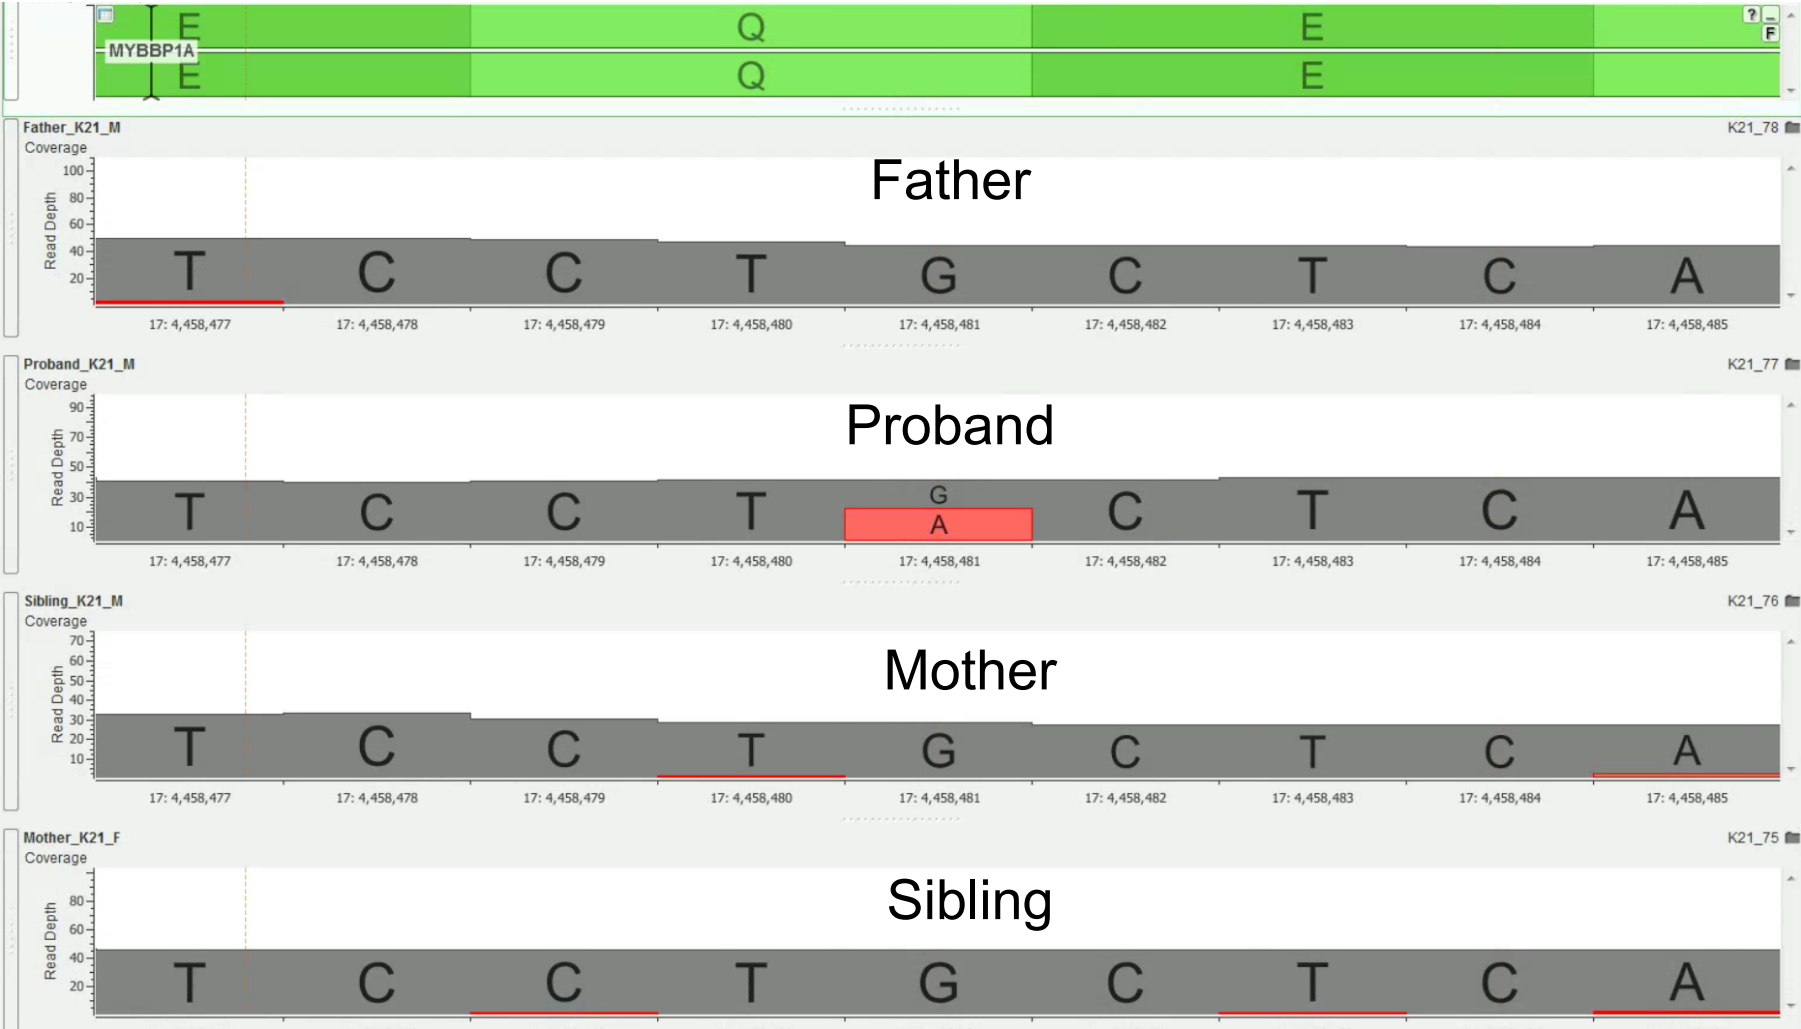 E Q E
MYBBP1A
E Q E
? _
F
Father_K21_M K21_78
Coverage
Father
Read Depth
100
80
60
40
20
T C C T G C T C A
17: 4,458,477 17: 4,458,478 17: 4,458,479 17: 4,458,480 17: 4,458,481 17: 4,458,482 17: 4,458,483 17: 4,458,484 17: 4,458,485
Proband_K21_M K21_77
Coverage
Proband
Read Depth
90
70
50
30
10
G
T C C T A C T C A
17: 4,458,477 17: 4,458,478 17: 4,458,479 17: 4,458,480 17: 4,458,481 17: 4,458,482 17: 4,458,483 17: 4,458,484 17: 4,458,485
Sibling_K21_M K21_76
Coverage
Mother
Read Depth
70
60
50
40
30
20
10
T C C T G C T C A
17: 4,458,477 17: 4,458,478 17: 4,458,479 17: 4,458,480 17: 4,458,481 17: 4,458,482 17: 4,458,483 17: 4,458,484 17: 4,458,485
Mother_K21_F K21_75
Coverage
Sibling
Read Depth
80
60
40
20
T C C T G C T C A